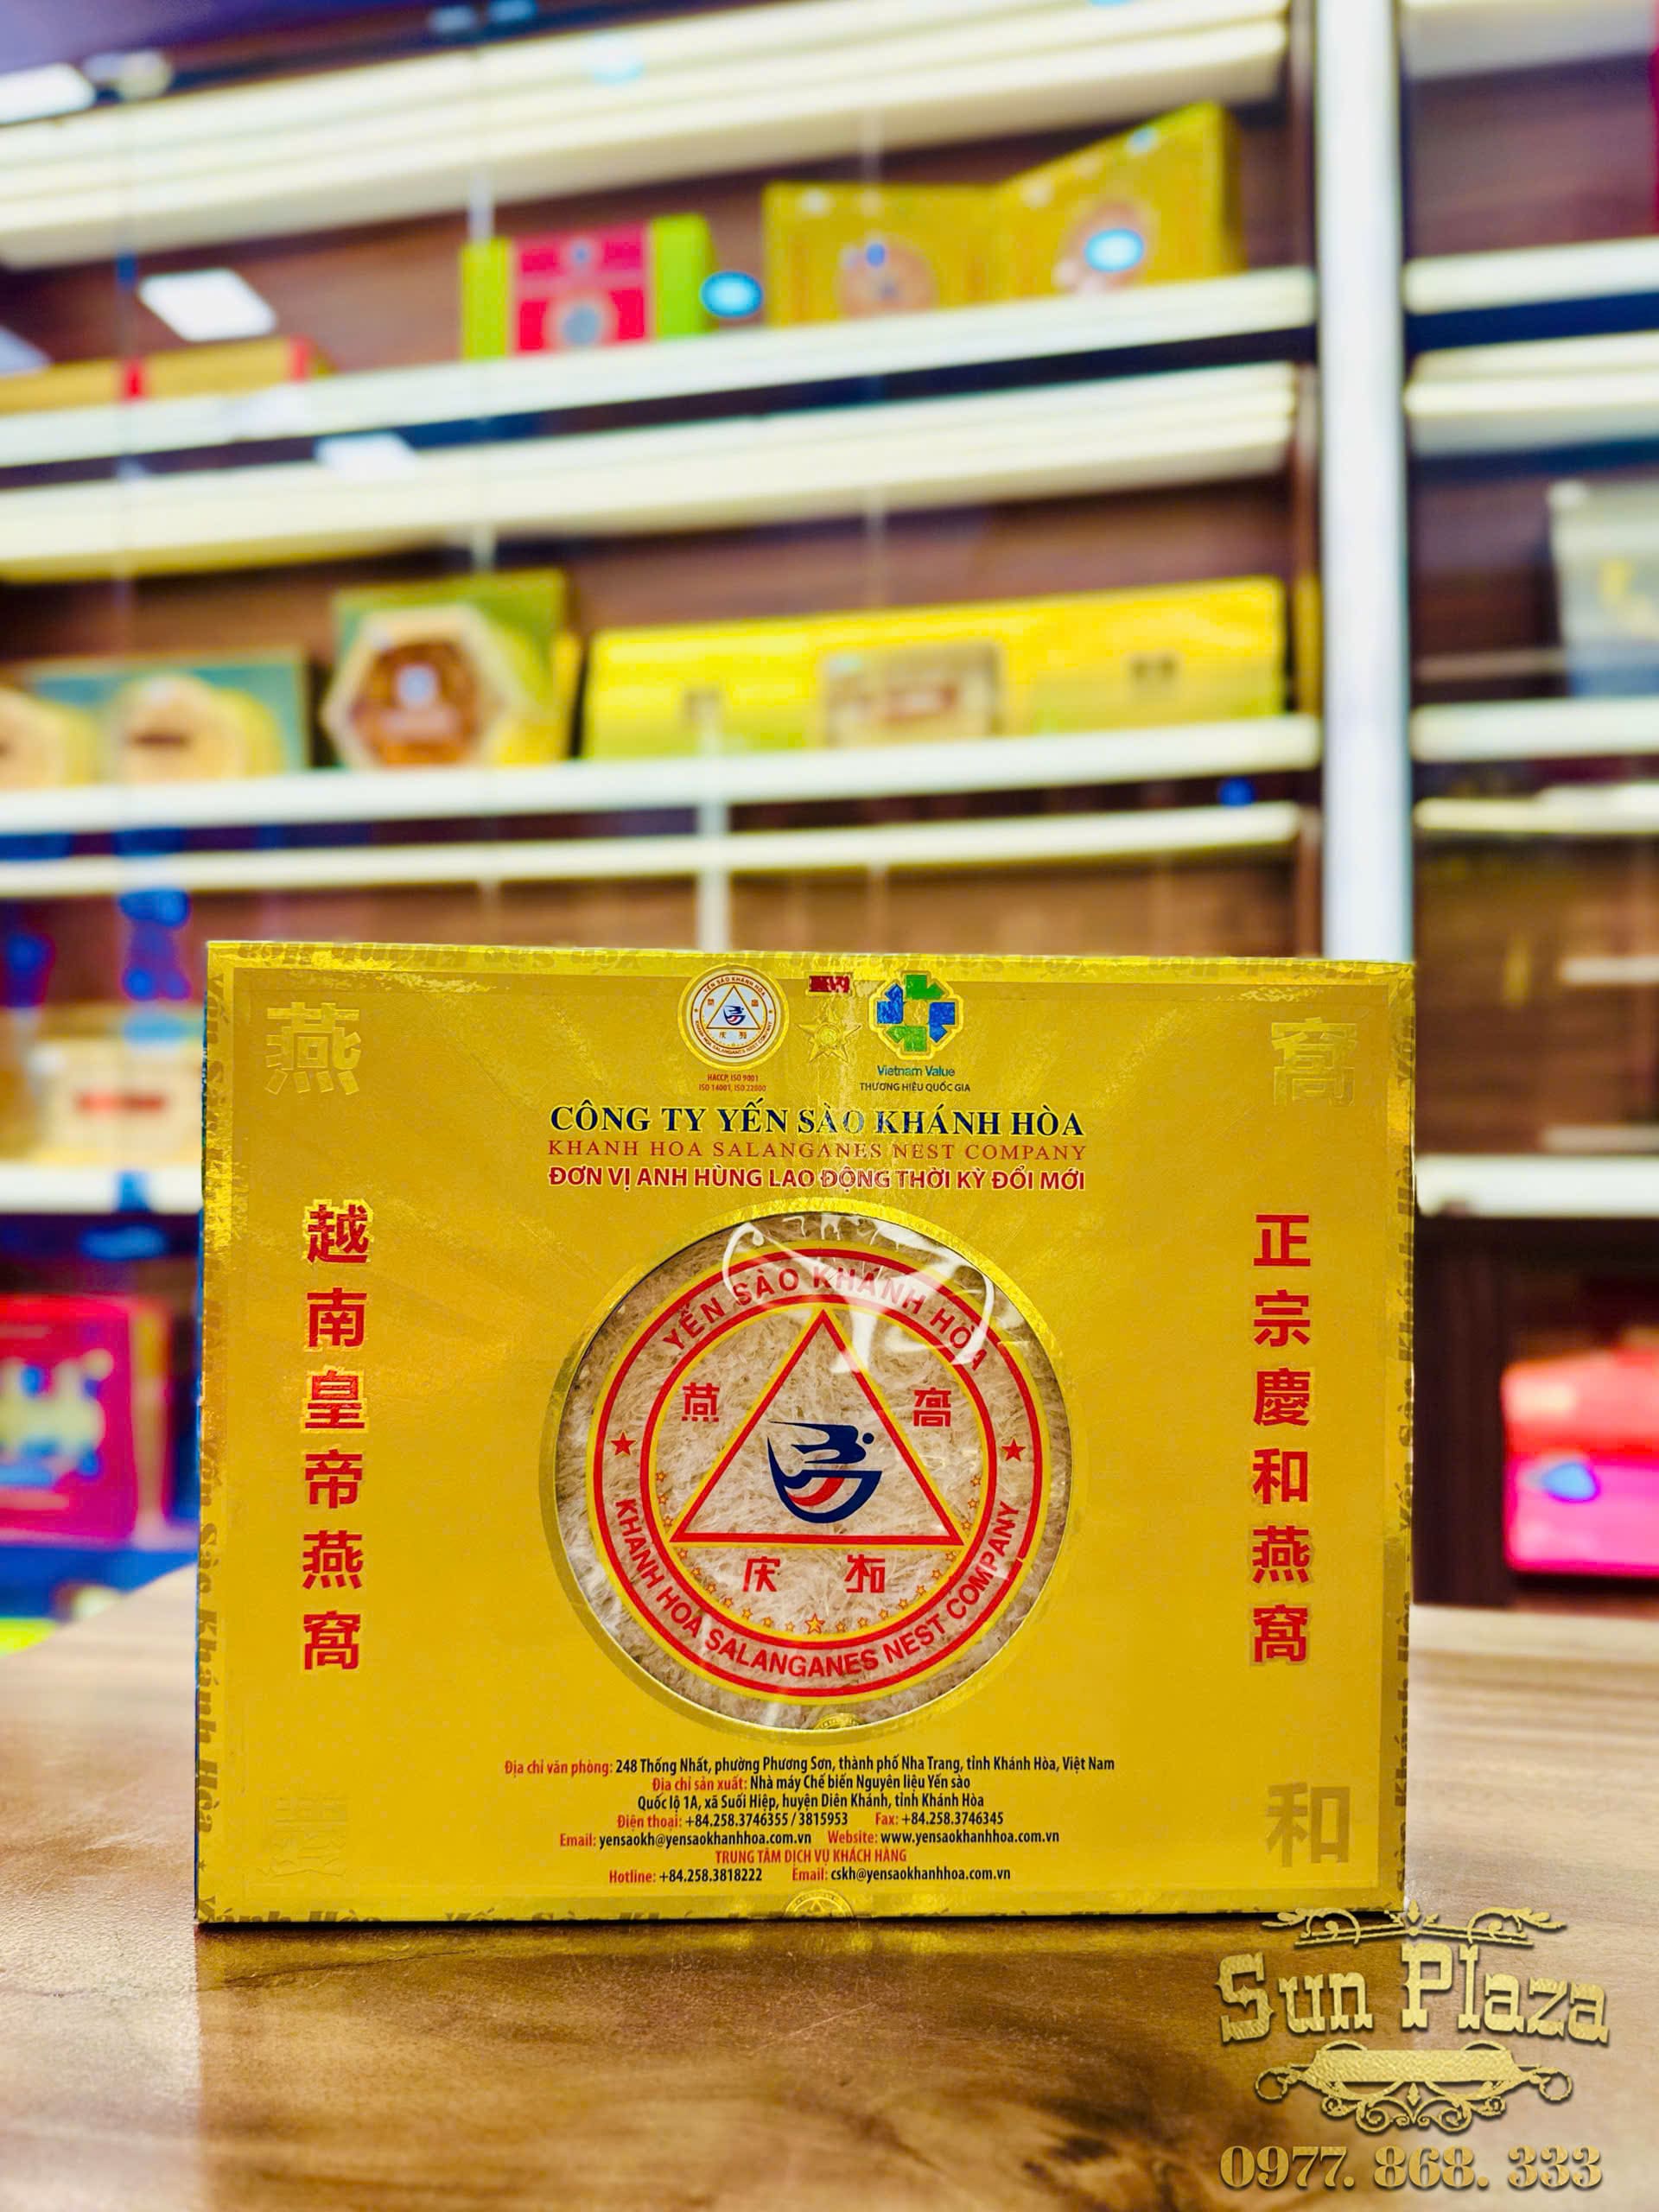 燕
窩
YẾN SÀO KHÁNH HÒA
HACCP, ISO 9001
ISO 14001, ISO 22000
Vietnam Value
THƯƠNG HIỆU QUỐC GIA
CÔNG TY YẾN SÀO KHÁNH HÒA
KHANH HOA SALANGANES NEST COMPANY
ĐƠN VỊ ANH HÙNG LAO ĐỘNG THỜI KỲ ĐỔI MỚI
越南皇帝燕窩
正宗慶和燕窩
YẾN SÀO KHÁNH HÒA
燕 窩
庆 和
KHANH HOA SALANGANES NEST COMPANY
Địa chỉ văn phòng: 248 Thống Nhất, phường Phương Sơn, thành phố Nha Trang, tỉnh Khánh Hòa, Việt Nam
Địa chỉ sản xuất: Nhà máy Chế biến Nguyên liệu Yến sào
Quốc lộ 1A, xã Suối Hiệp, huyện Diên Khánh, tỉnh Khánh Hòa
Điện thoại: +84.258.3746355 / 3815953 Fax: +84.258.3746345
Email: yensaokh@yensaokhanhhoa.com.vn Website: www.yensaokhanhhoa.com.vn
TRUNG TÂM DỊCH VỤ KHÁCH HÀNG
Hotline: +84.258.3818222 Email: cskh@yensaokhanhhoa.com.vn
慶
和
Sun Plaza
0977. 868. 333